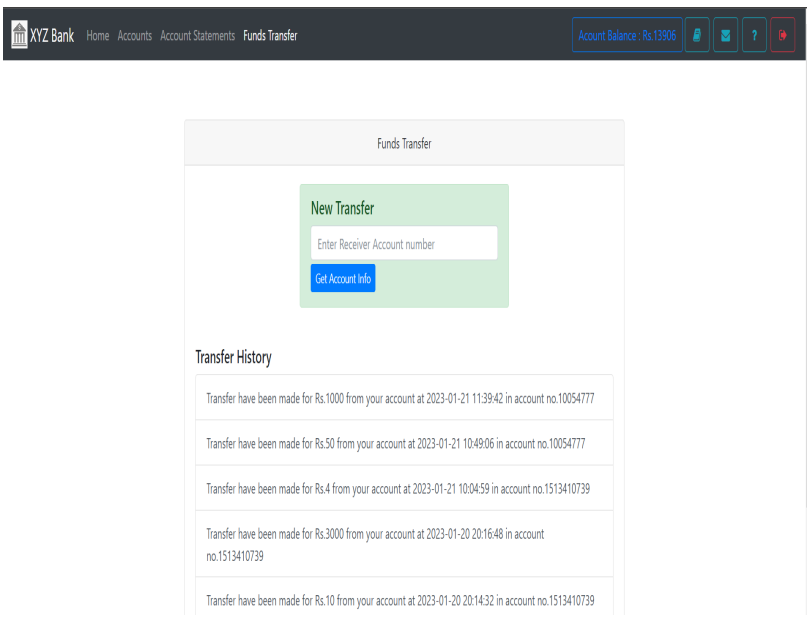 XYZ Bank Home Accounts Account Statements Funds Transfer Acount Balance : Rs.13906 ?
Funds Transfer
New Transfer
Enter Receiver Account number
Get Account Info
Transfer History
Transfer have been made for Rs.1000 from your account at 2023-01-21 11:39:42 in account no.10054777
Transfer have been made for Rs.50 from your account at 2023-01-21 10:49:06 in account no.10054777
Transfer have been made for Rs.4 from your account at 2023-01-21 10:04:59 in account no.1513410739
Transfer have been made for Rs.3000 from your account at 2023-01-20 20:16:48 in account
no.1513410739
Transfer have been made for Rs.10 from your account at 2023-01-20 20:14:32 in account no.1513410739